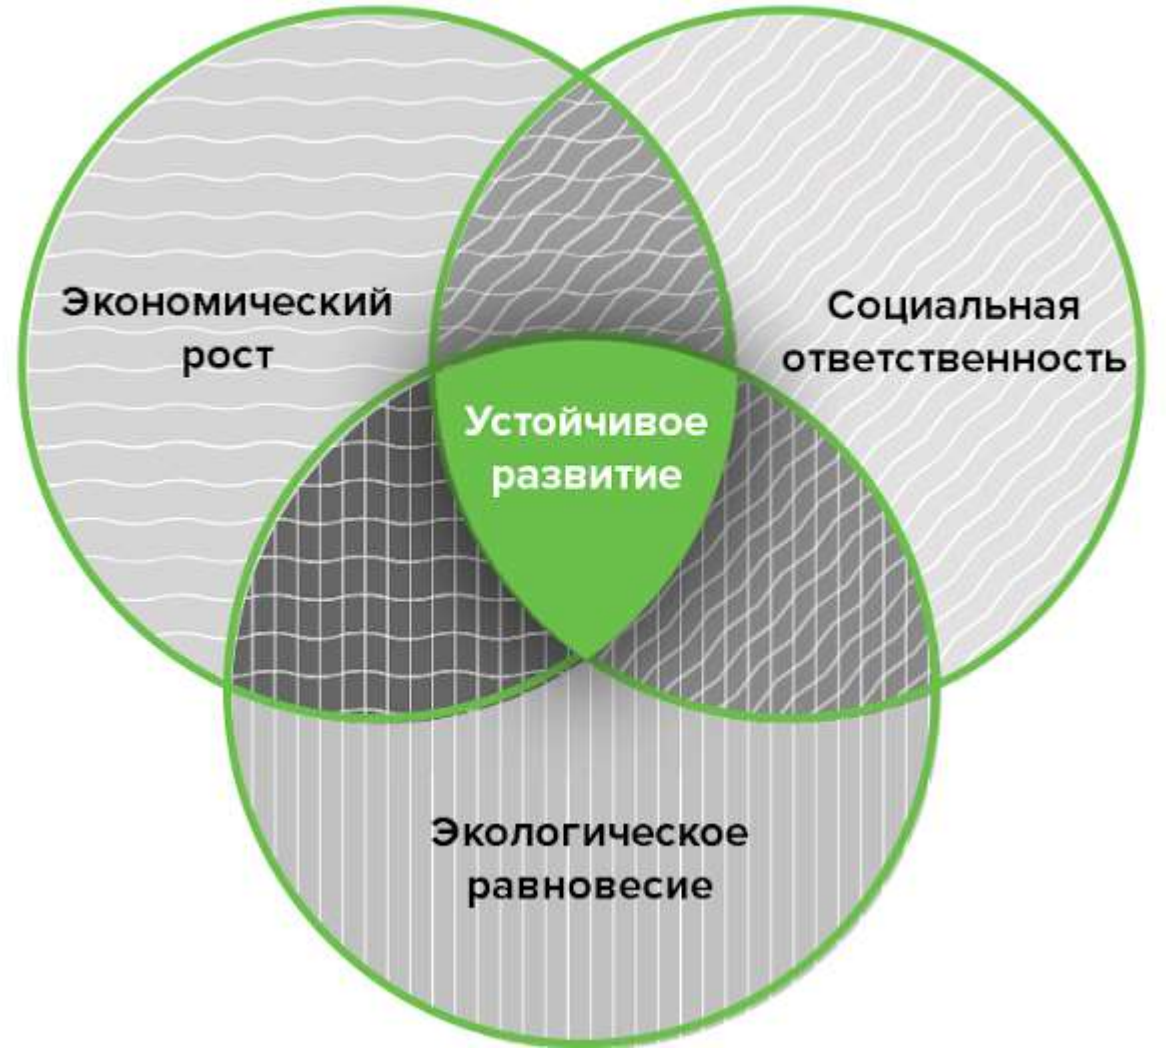 Экономический
рост
Социальная
ответственность
Устойчивое
развитие
Экологическое
равновесие